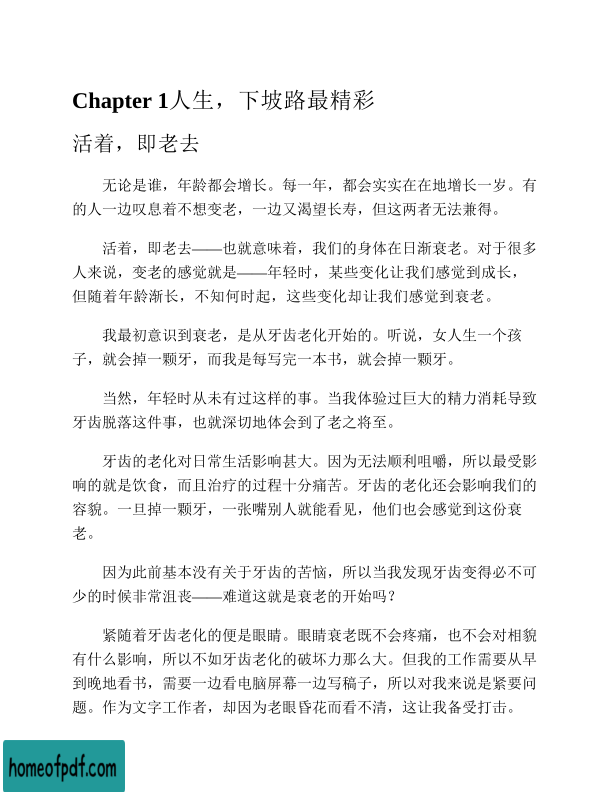 Chapter 1人生，下坡路最精彩
活着，即老去
无论是谁，年龄都会增长。每一年，都会实实在在地增长一岁。有
的人一边叹息着不想变老，一边又渴望长寿，但这两者无法兼得。
活着，即老去——也就意味着，我们的身体在日渐衰老。对于很多
人来说，变老的感觉就是——年轻时，某些变化让我们感觉到成长，
但随着年龄渐长，不知何时起，这些变化却让我们感觉到衰老。
我最初意识到衰老，是从牙齿老化开始的。听说，女人生一个孩
子，就会掉一颗牙，而我是每写完一本书，就会掉一颗牙。
当然，年轻时从未有过这样的事。当我体验过巨大的精力消耗导致
牙齿脱落这件事，也就深切地体会到了老之将至。
牙齿的老化对日常生活影响甚大。因为无法顺利咀嚼，所以最受影
响的就是饮食，而且治疗的过程十分痛苦。牙齿的老化还会影响我们的
容貌。一旦掉一颗牙，一张嘴别人就能看见，他们也会感觉到这份衰
老。
因为此前基本没有关于牙齿的苦恼，所以当我发现牙齿变得必不可
少的时候非常沮丧——难道这就是衰老的开始吗？
紧随着牙齿老化的便是眼睛。眼睛衰老既不会疼痛，也不会对相貌
有什么影响，所以不如牙齿老化的破坏力那么大。但我的工作需要从早
到晚地看书，需要一边看电脑屏幕一边写稿子，所以对我来说是紧要问
题。作为文字工作者，却因为老眼昏花而看不清，这让我备受打击。
homeofpdf.com